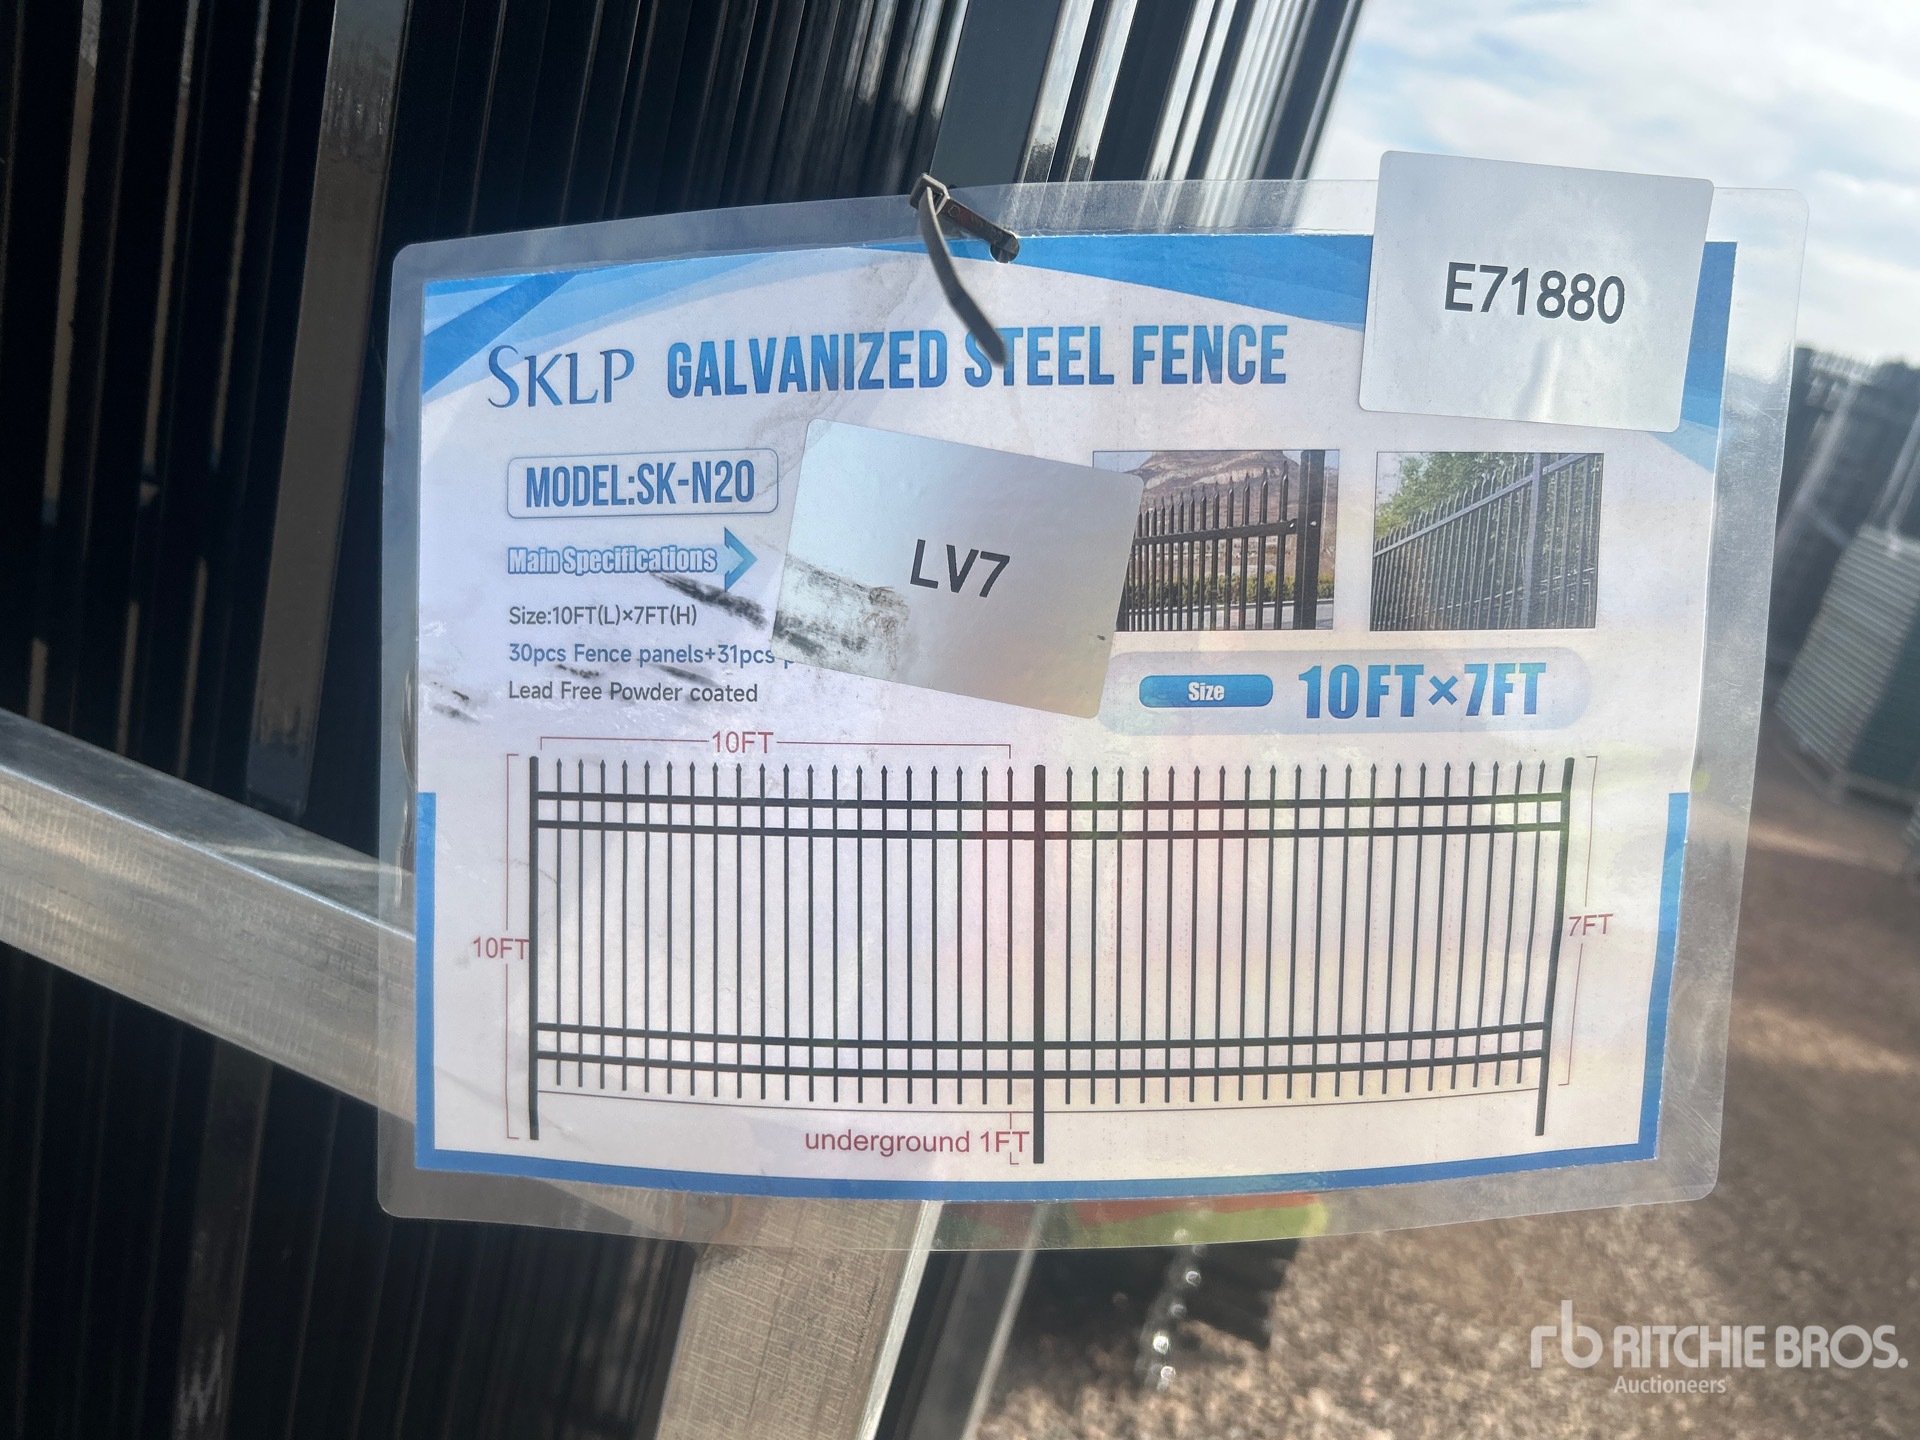 E71880
SKLP GALVANIZED STEEL FENCE
MODEL:SK-N20
LV7
Main Specifications
Size:10FT(L)×7FT(H)
30pcs Fence panels+31pcs
Lead Free Powder coated
Size 10FT×7FT
10FT
10FT
7FT
underground 1FT
rb RITCHIE BROS.
Auctioneers